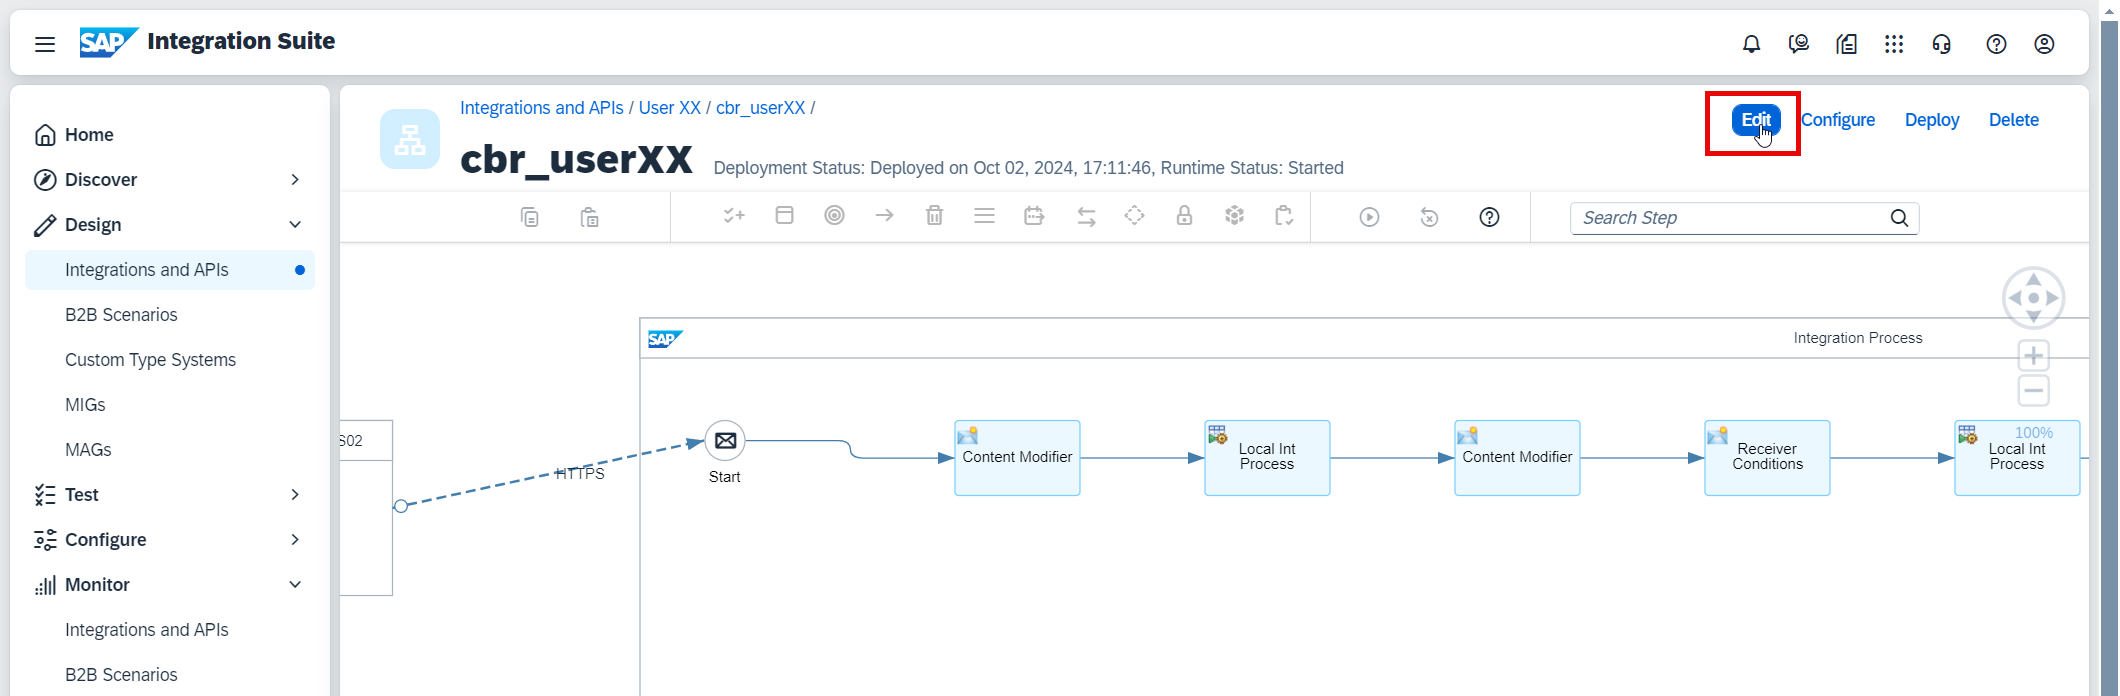 SAP Integration Suite
Home
Discover
Design
Integrations and APIs
B2B Scenarios
Custom Type Systems
MIGs
MAGs
Test
Configure
Monitor
Integrations and APIs
B2B Scenarios
Integrations and APIs / User XX / cbr_userXX /
Edit Configure Deploy Delete
cbr_userXX Deployment Status: Deployed on Oct 02, 2024, 17:11:46, Runtime Status: Started
Search Step
SAP
Integration Process
S02
HTTPS
Start
Content Modifier
Local Int
Process
Content Modifier
Receiver
Conditions
100%
Local Int
Process